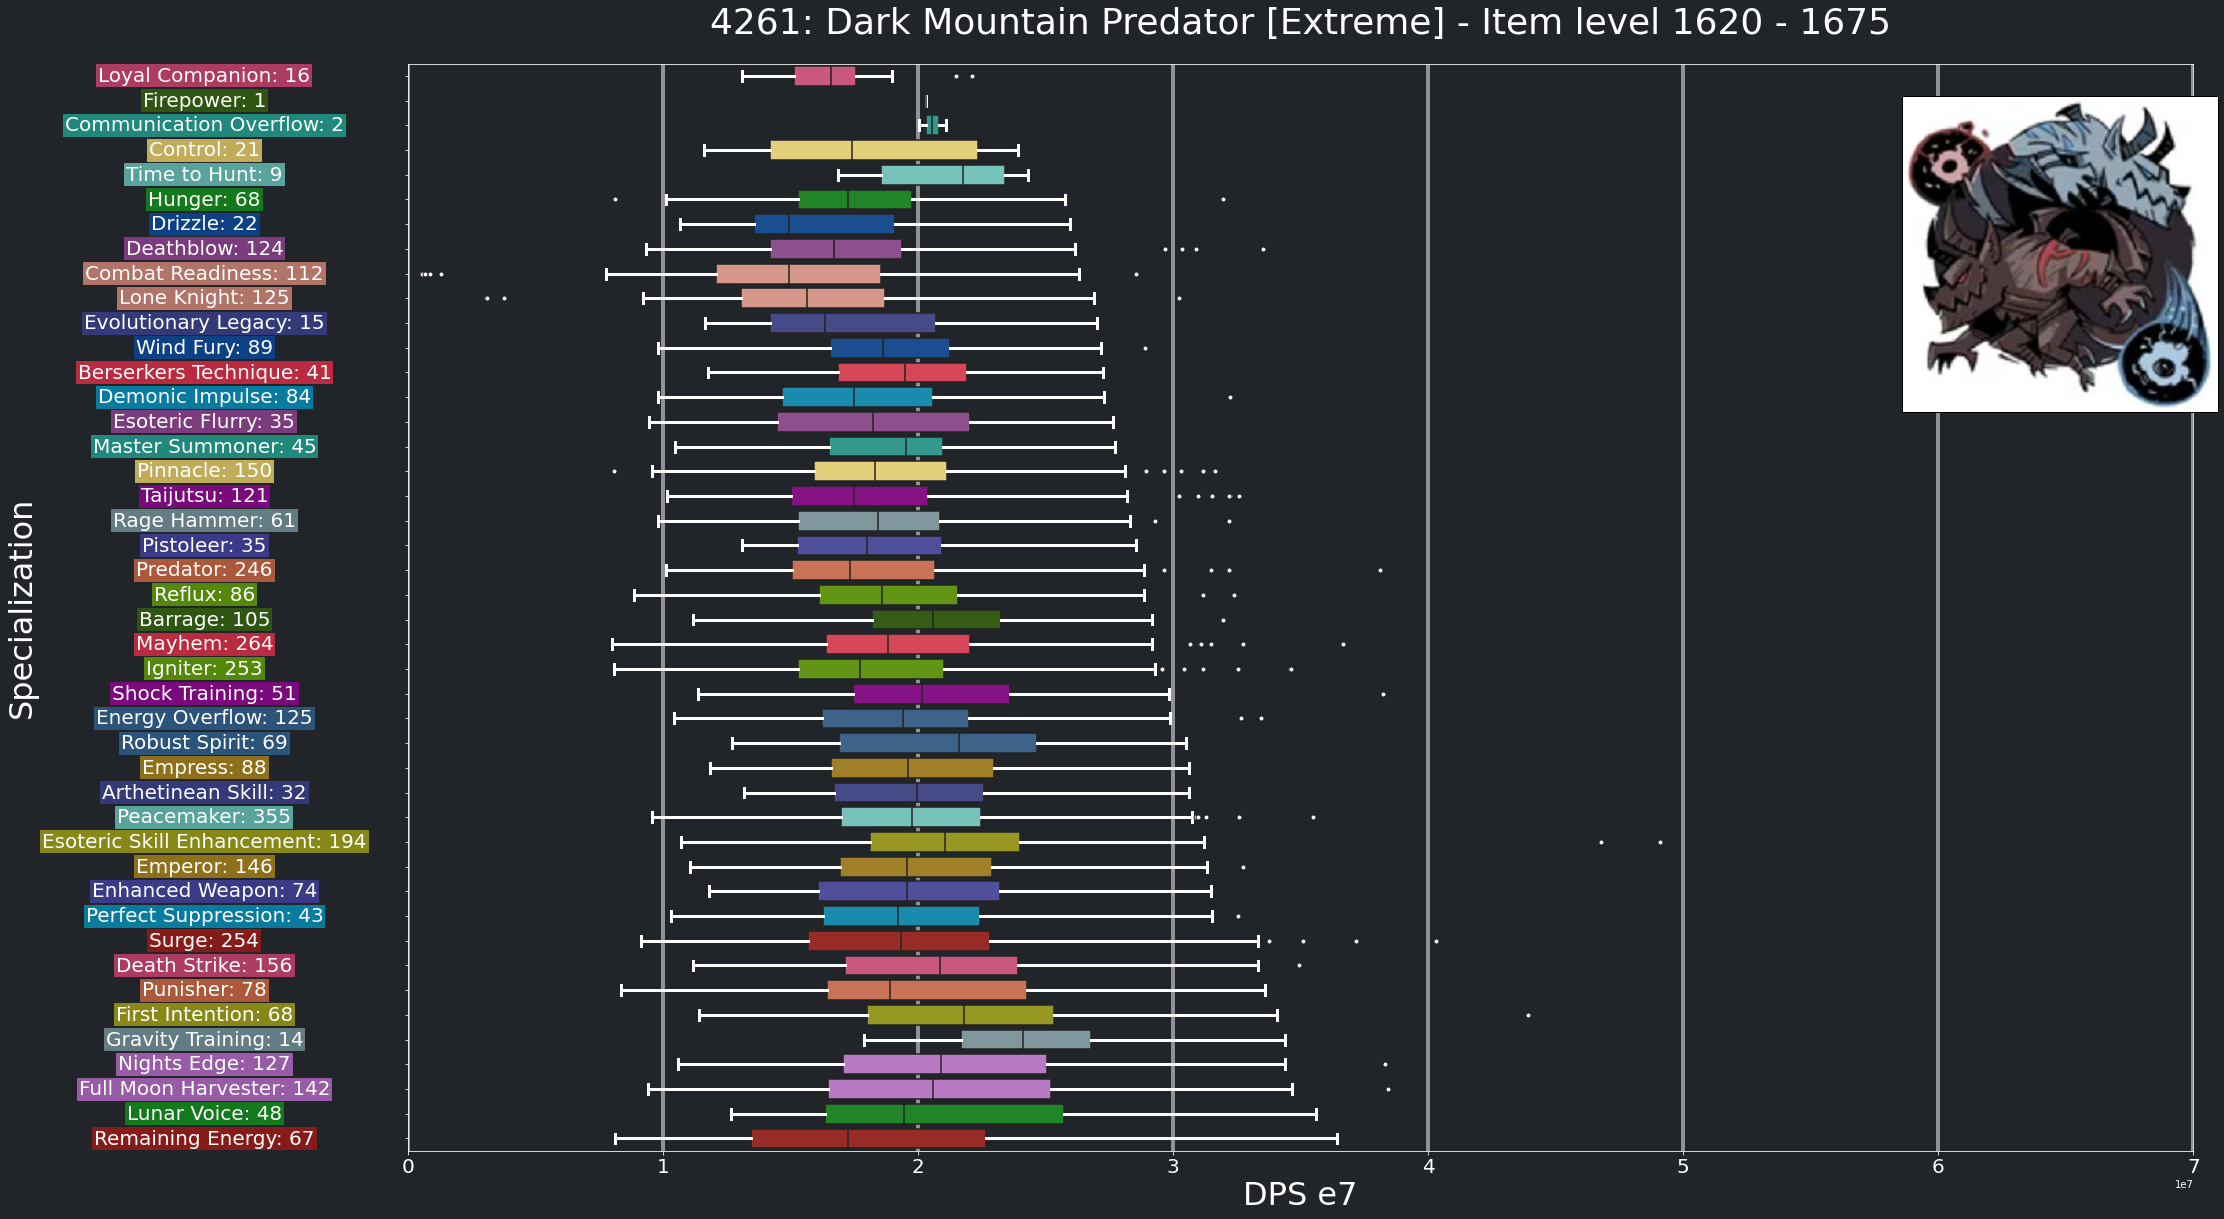 4261: Dark Mountain Predator [Extreme] - Item level 1620 - 1675
Specialization
Loyal Companion: 16
Firepower: 1
Communication Overflow: 2
Control: 21
Time to Hunt: 9
Hunger: 68
Drizzle: 22
Deathblow: 124
Combat Readiness: 112
Lone Knight: 125
Evolutionary Legacy: 15
Wind Fury: 89
Berserkers Technique: 41
Demonic Impulse: 84
Esoteric Flurry: 35
Master Summoner: 45
Pinnacle: 150
Taijutsu: 121
Rage Hammer: 61
Pistoleer: 35
Predator: 246
Reflux: 86
Barrage: 105
Mayhem: 264
Igniter: 253
Shock Training: 51
Energy Overflow: 125
Robust Spirit: 69
Empress: 88
Arthetinean Skill: 32
Peacemaker: 355
Esoteric Skill Enhancement: 194
Emperor: 146
Enhanced Weapon: 74
Perfect Suppression: 43
Surge: 254
Death Strike: 156
Punisher: 78
First Intention: 68
Gravity Training: 14
Nights Edge: 127
Full Moon Harvester: 142
Lunar Voice: 48
Remaining Energy: 67
0 1 2 3 4 5 6 7
DPS e7
1e7